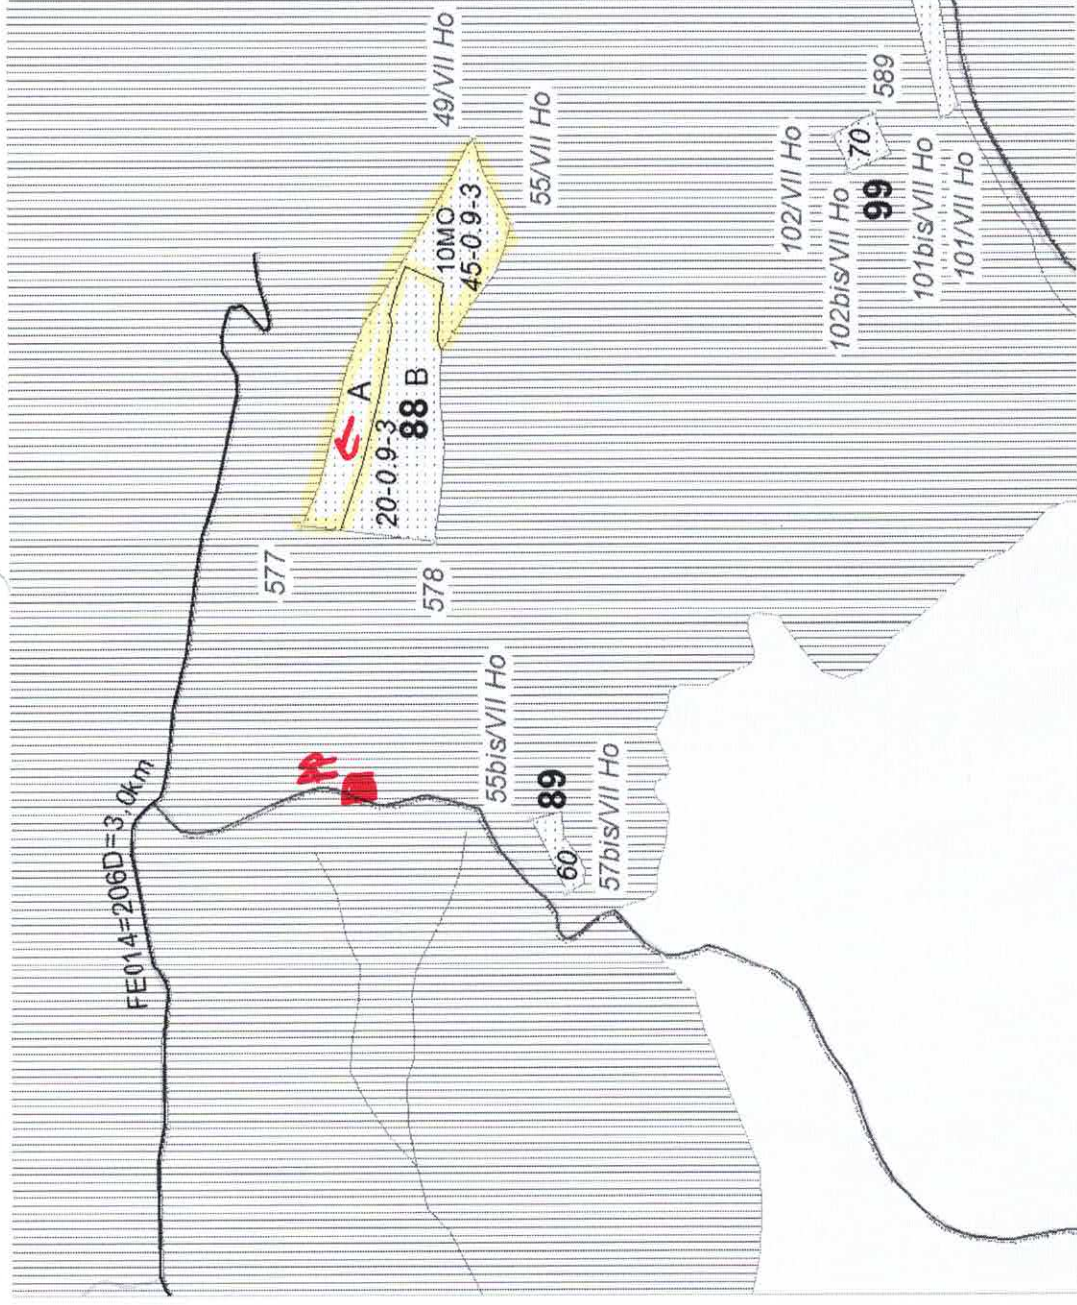 49/VII Ho
55/VII Ho
10MO
45-0.9-3
A
20-0.9-3
88 B
577
578
FE014=206D=3,0km
PP
55bis/VII Ho
89
60
57bis/VII Ho
102/VII Ho
102bis/VII Ho
70
589
99
101bis/VII Ho
101/VII Ho